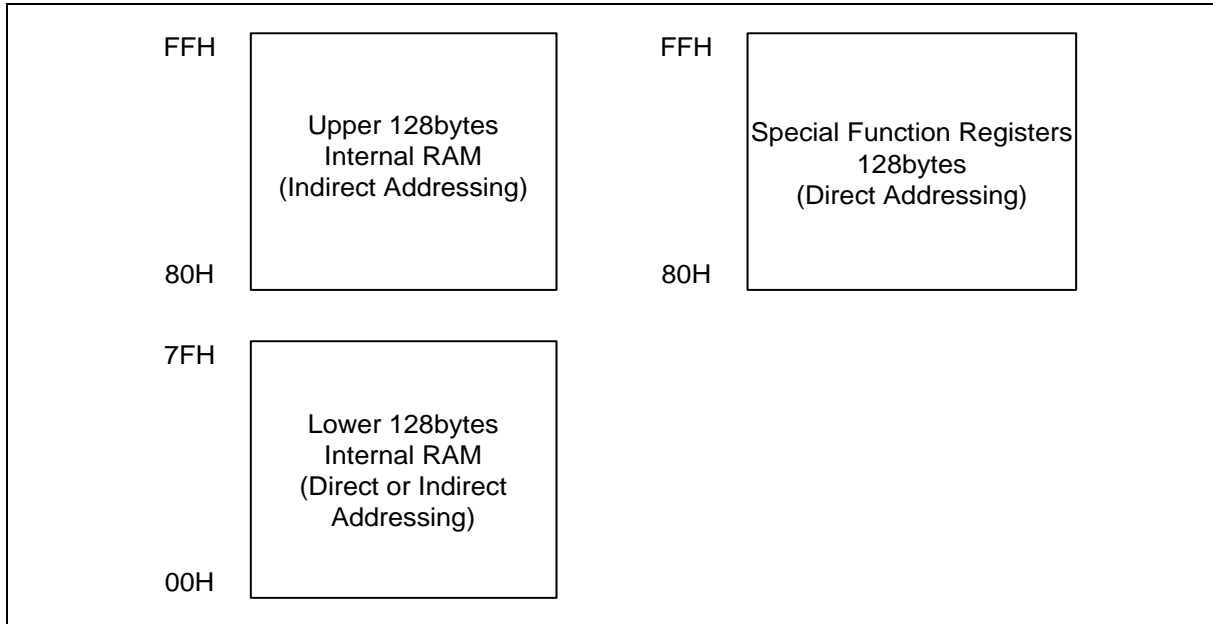 FFH
Upper 128bytes
Internal RAM
(Indirect Addressing)
80H
FFH
Special Function Registers
128bytes
(Direct Addressing)
80H
7FH
Lower 128bytes
Internal RAM
(Direct or Indirect
Addressing)
00H